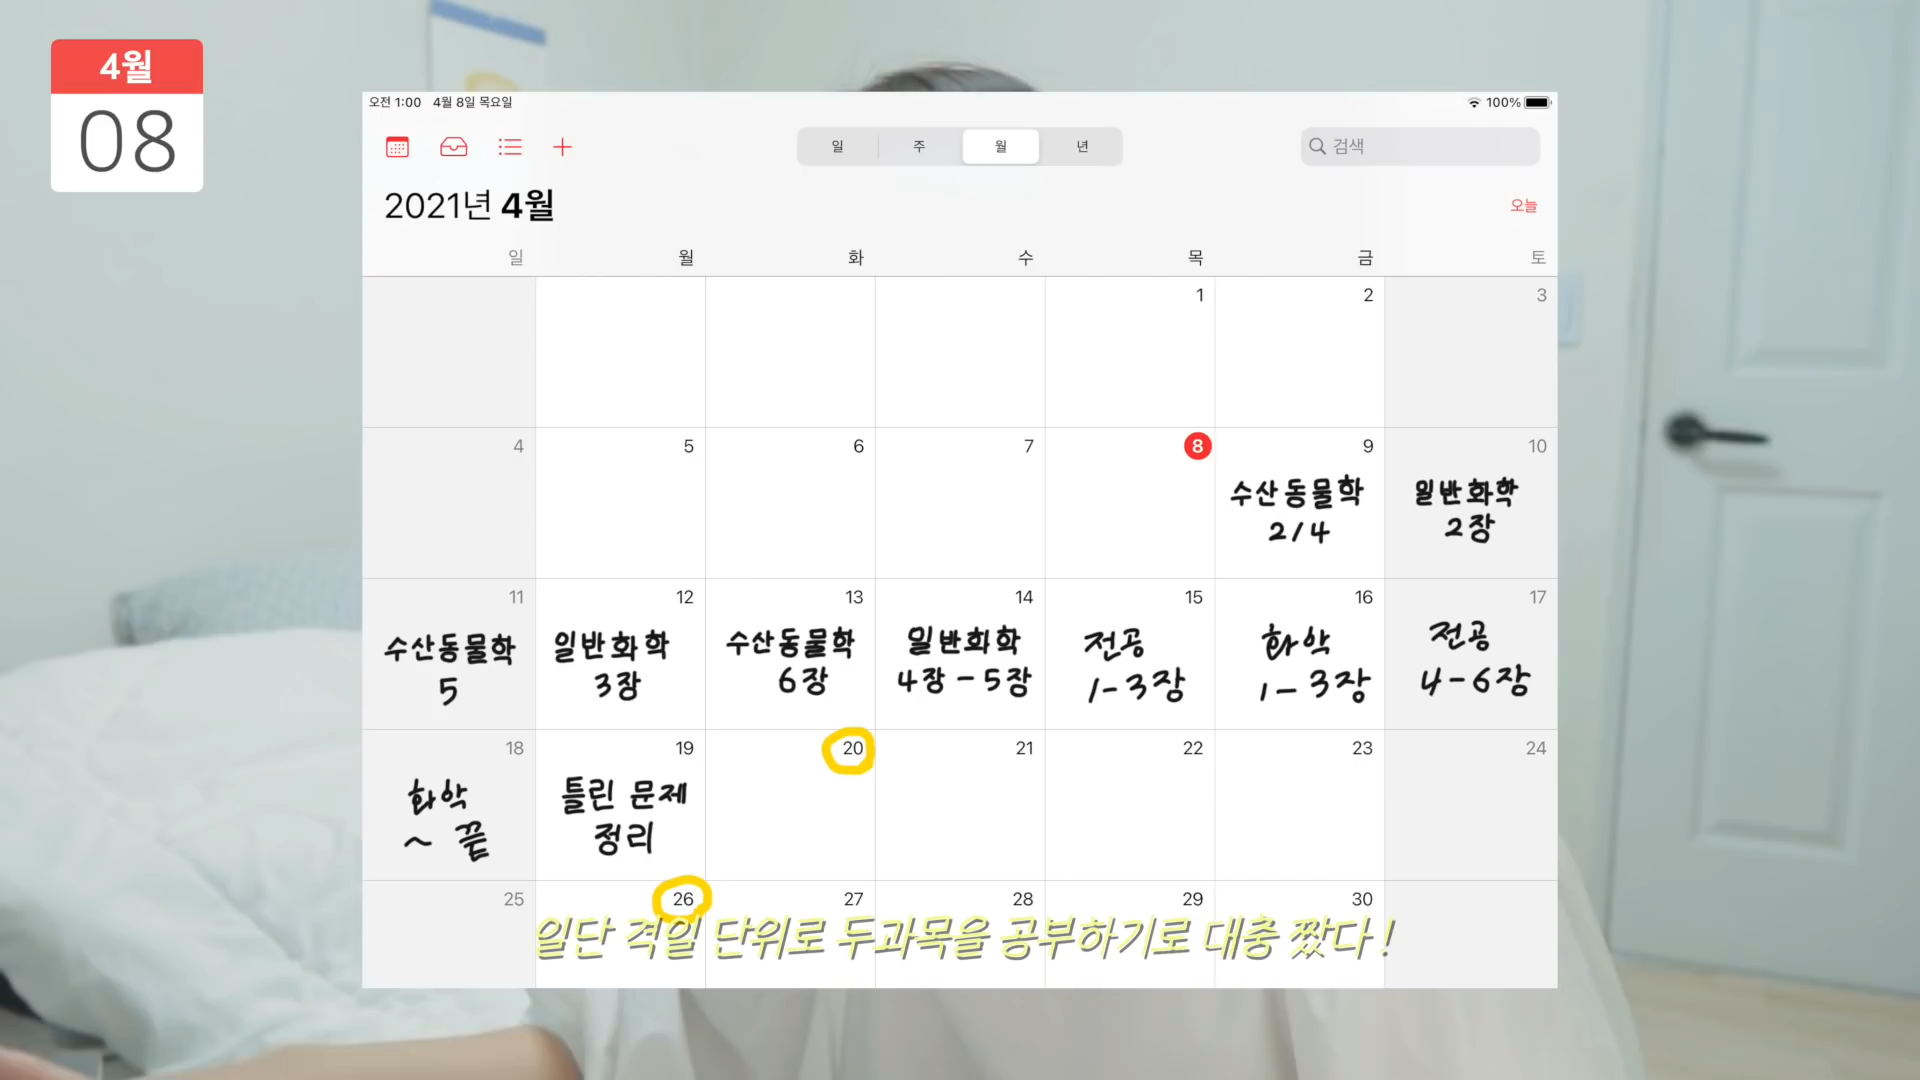 4월
08
오전 1:00 4월 8일 목요일
100%
일 주 월 년
검색
2021년 4월
오늘
일 월 화 수 목 금 토
1 2 3
4 5 6 7 8 9 10
수산동물학
2/4
일반화학
2장
11 12 13 14 15 16 17
수산동물학
5
일반화학
3장
수산동물학
6장
일반화학
4장-5장
전공
1-3장
화학
1-3장
전공
4-6장
18 19 20 21 22 23 24
화학
~ 끝
틀린 문제
정리
25 26 27 28 29 30
일단 격일 단위로 두과목을 공부하기로 대충 짰다!